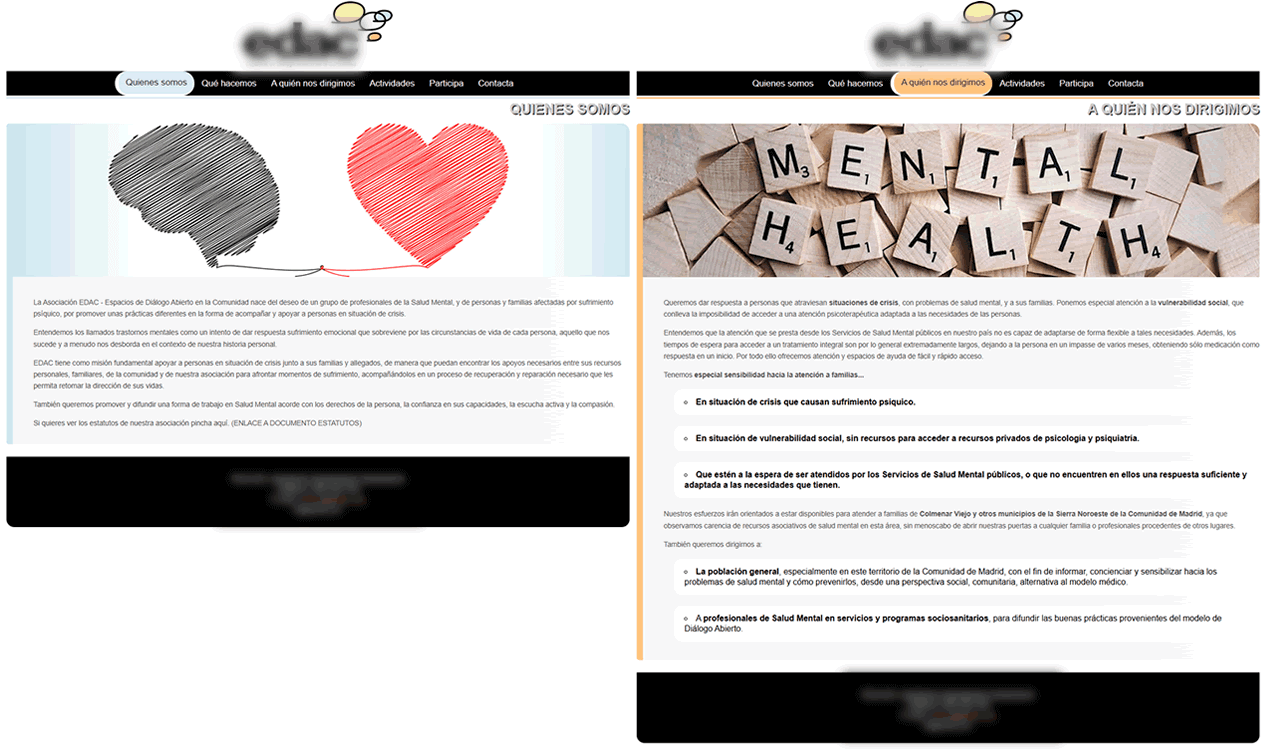 edac
Quienes somos Qué hacemos A quién nos dirigimos Actividades Participa Contacta
QUIENES SOMOS
La Asociación EDAC - Espacios de Diálogo Abierto en la Comunidad nace del deseo de un grupo de profesionales de la Salud Mental, y de personas y familias afectadas por sufrimiento
psíquico, por promover unas prácticas diferentes en la forma de acompañar y apoyar a personas en situación de crisis.
Entendemos los llamados trastornos mentales como un intento de dar respuesta sufrimiento emocional que sobreviene por las circunstancias de vida de cada persona, aquello que nos
sucede y a menudo nos desborda en el contexto de nuestra historia personal.
EDAC tiene como misión fundamental apoyar a personas en situación de crisis junto a sus familias y allegados, de manera que puedan encontrar los apoyos necesarios entre sus recursos
personales, familiares, de la comunidad y de nuestra asociación para afrontar momentos de sufrimiento, acompañándolos en un proceso de recuperación y reparación necesario que les
permita retomar la dirección de sus vidas.
También queremos promover y difundir una forma de trabajo en Salud Mental acorde con los derechos de la persona, la confianza en sus capacidades, la escucha activa y la compasión.
Si quieres ver los estatutos de nuestra asociación pincha aquí. (ENLACE A DOCUMENTO ESTATUTOS)
edac
Quienes somos Qué hacemos A quién nos dirigimos Actividades Participa Contacta
A QUIÉN NOS DIRIGIMOS
M3 E1 N1 T1 A1 L1
H4 E1 A1 L1 T1 H4
Queremos dar respuesta a personas que atraviesan situaciones de crisis, con problemas de salud mental, y a sus familias. Ponemos especial atención a la vulnerabilidad social, que
conlleva la imposibilidad de acceder a una atención psicoterapéutica adaptada a las necesidades de las personas.
Entendemos que la atención que se presta desde los Servicios de Salud Mental públicos en nuestro país no es capaz de adaptarse de forma flexible a tales necesidades. Además, los
tiempos de espera para acceder a un tratamiento integral son por lo general extremadamente largos, dejando a la persona en un impasse de varios meses, obteniendo sólo medicación como
respuesta en un inicio. Por todo ello ofrecemos atención y espacios de ayuda de fácil y rápido acceso.
Tenemos especial sensibilidad hacia la atención a familias...
En situación de crisis que causan sufrimiento psíquico.
En situación de vulnerabilidad social, sin recursos para acceder a recursos privados de psicología y psiquiatría.
Que estén a la espera de ser atendidos por los Servicios de Salud Mental públicos, o que no encuentren en ellos una respuesta suficiente y
adaptada a las necesidades que tienen.
Nuestros esfuerzos irán orientados a estar disponibles para atender a familias de Colmenar Viejo y otros municipios de la Sierra Noroeste de la Comunidad de Madrid, ya que
observamos carencia de recursos asociativos de salud mental en esta área, sin menoscabo de abrir nuestras puertas a cualquier familia o profesionales procedentes de otros lugares.
También queremos dirigirnos a:
La población general, especialmente en este territorio de la Comunidad de Madrid, con el fin de informar, concienciar y sensibilizar hacia los
problemas de salud mental y cómo prevenirlos, desde una perspectiva social, comunitaria, alternativa al modelo médico.
A profesionales de Salud Mental en servicios y programas sociosanitarios, para difundir las buenas prácticas provenientes del modelo de
Diálogo Abierto.